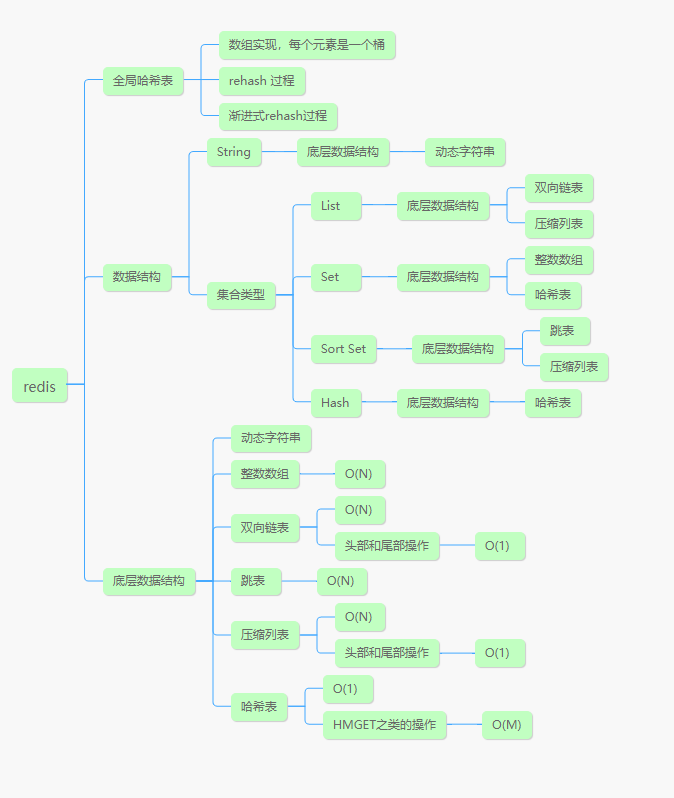 redis
全局哈希表
数组实现，每个元素是一个桶
rehash 过程
渐进式rehash过程
数据结构
String
底层数据结构
动态字符串
集合类型
List
底层数据结构
双向链表
压缩列表
Set
底层数据结构
整数数组
哈希表
Sort Set
底层数据结构
跳表
压缩列表
Hash
底层数据结构
哈希表
底层数据结构
动态字符串
整数数组
O(N)
双向链表
O(N)
头部和尾部操作
O(1)
跳表
O(N)
压缩列表
O(N)
头部和尾部操作
O(1)
哈希表
O(1)
HMGET之类的操作
O(M)